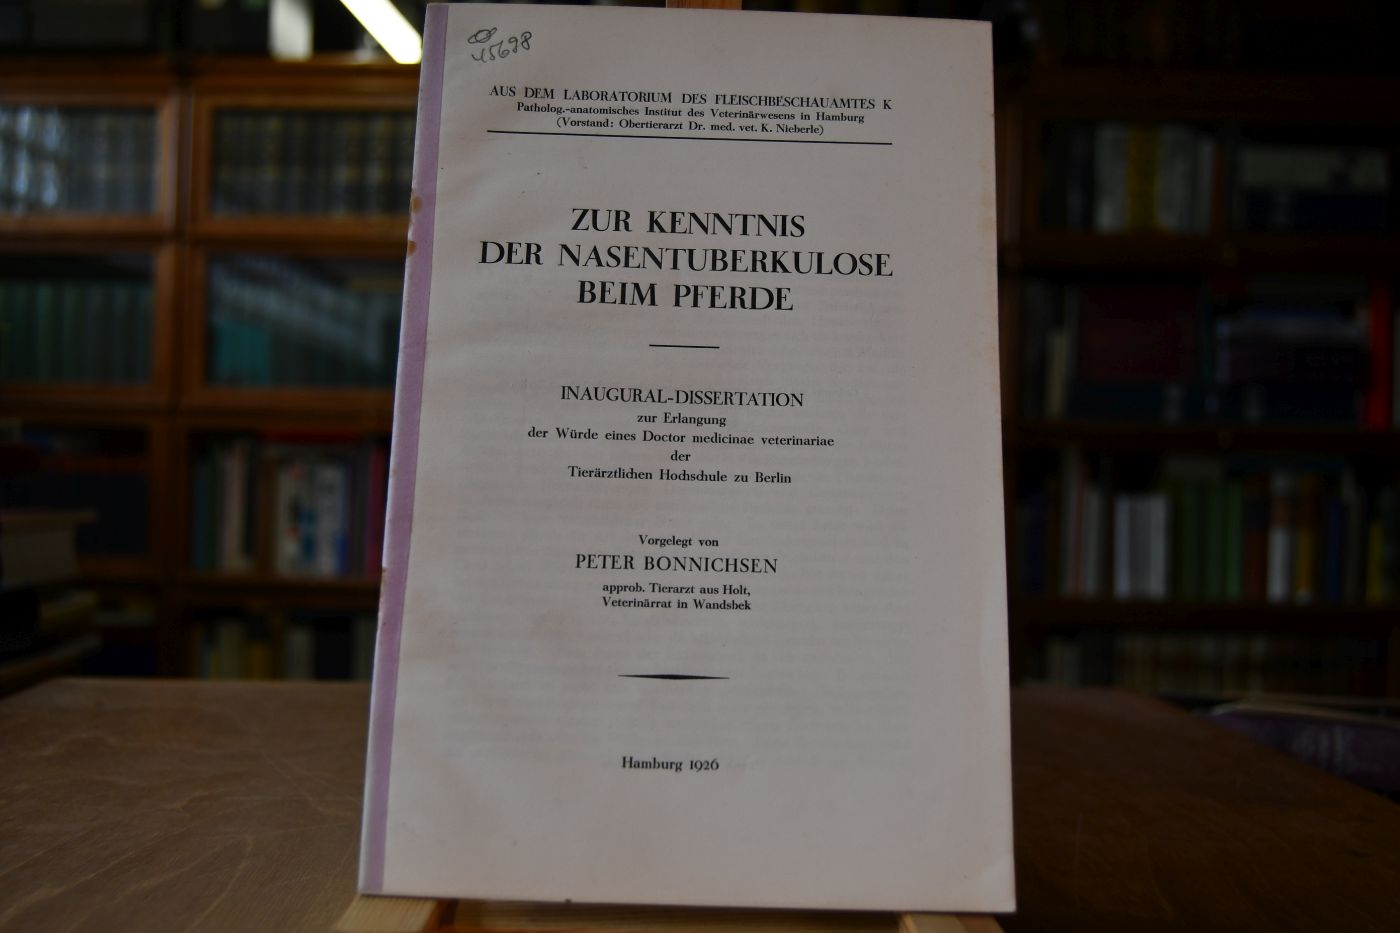 15698
AUS DEM LABORATORIUM DES FLEISCHBESCHAUAMTES K
Patholog.-anatomisches Institut des Veterinärwesens in Hamburg
(Vorstand: Obertierarzt Dr. med. vet. K. Nieberle)
ZUR KENNTNIS
DER NASENTUBERKULOSE
BEIM PFERDE
INAUGURAL-DISSERTATION
zur Erlangung
der Würde eines Doctor medicinae veterinariae
der
Tierärztlichen Hochschule zu Berlin
Vorgelegt von
PETER BONNICHSEN
approb. Tierarzt aus Holt,
Veterinärrat in Wandsbek
Hamburg 1926